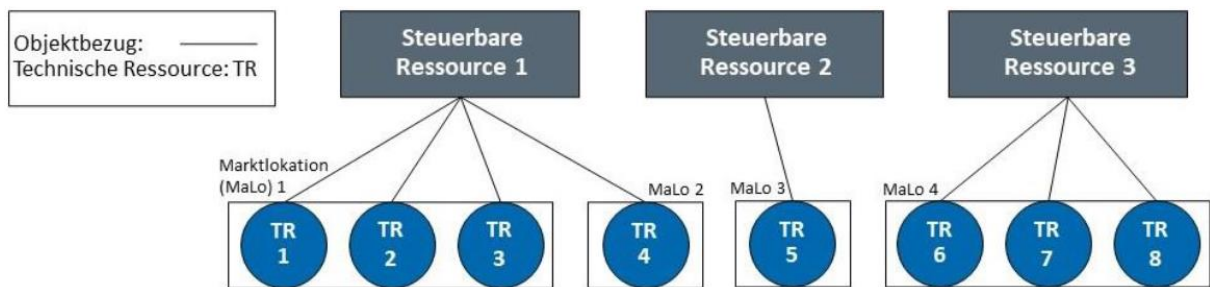 Objektbezug:
Technische Ressource: TR
Steuerbare
Ressource 1
Steuerbare
Ressource 2
Steuerbare
Ressource 3
Marktlokation
(MaLo) 1
MaLo 2
MaLo 3
MaLo 4
TR
1
TR
2
TR
3
TR
4
TR
5
TR
6
TR
7
TR
8